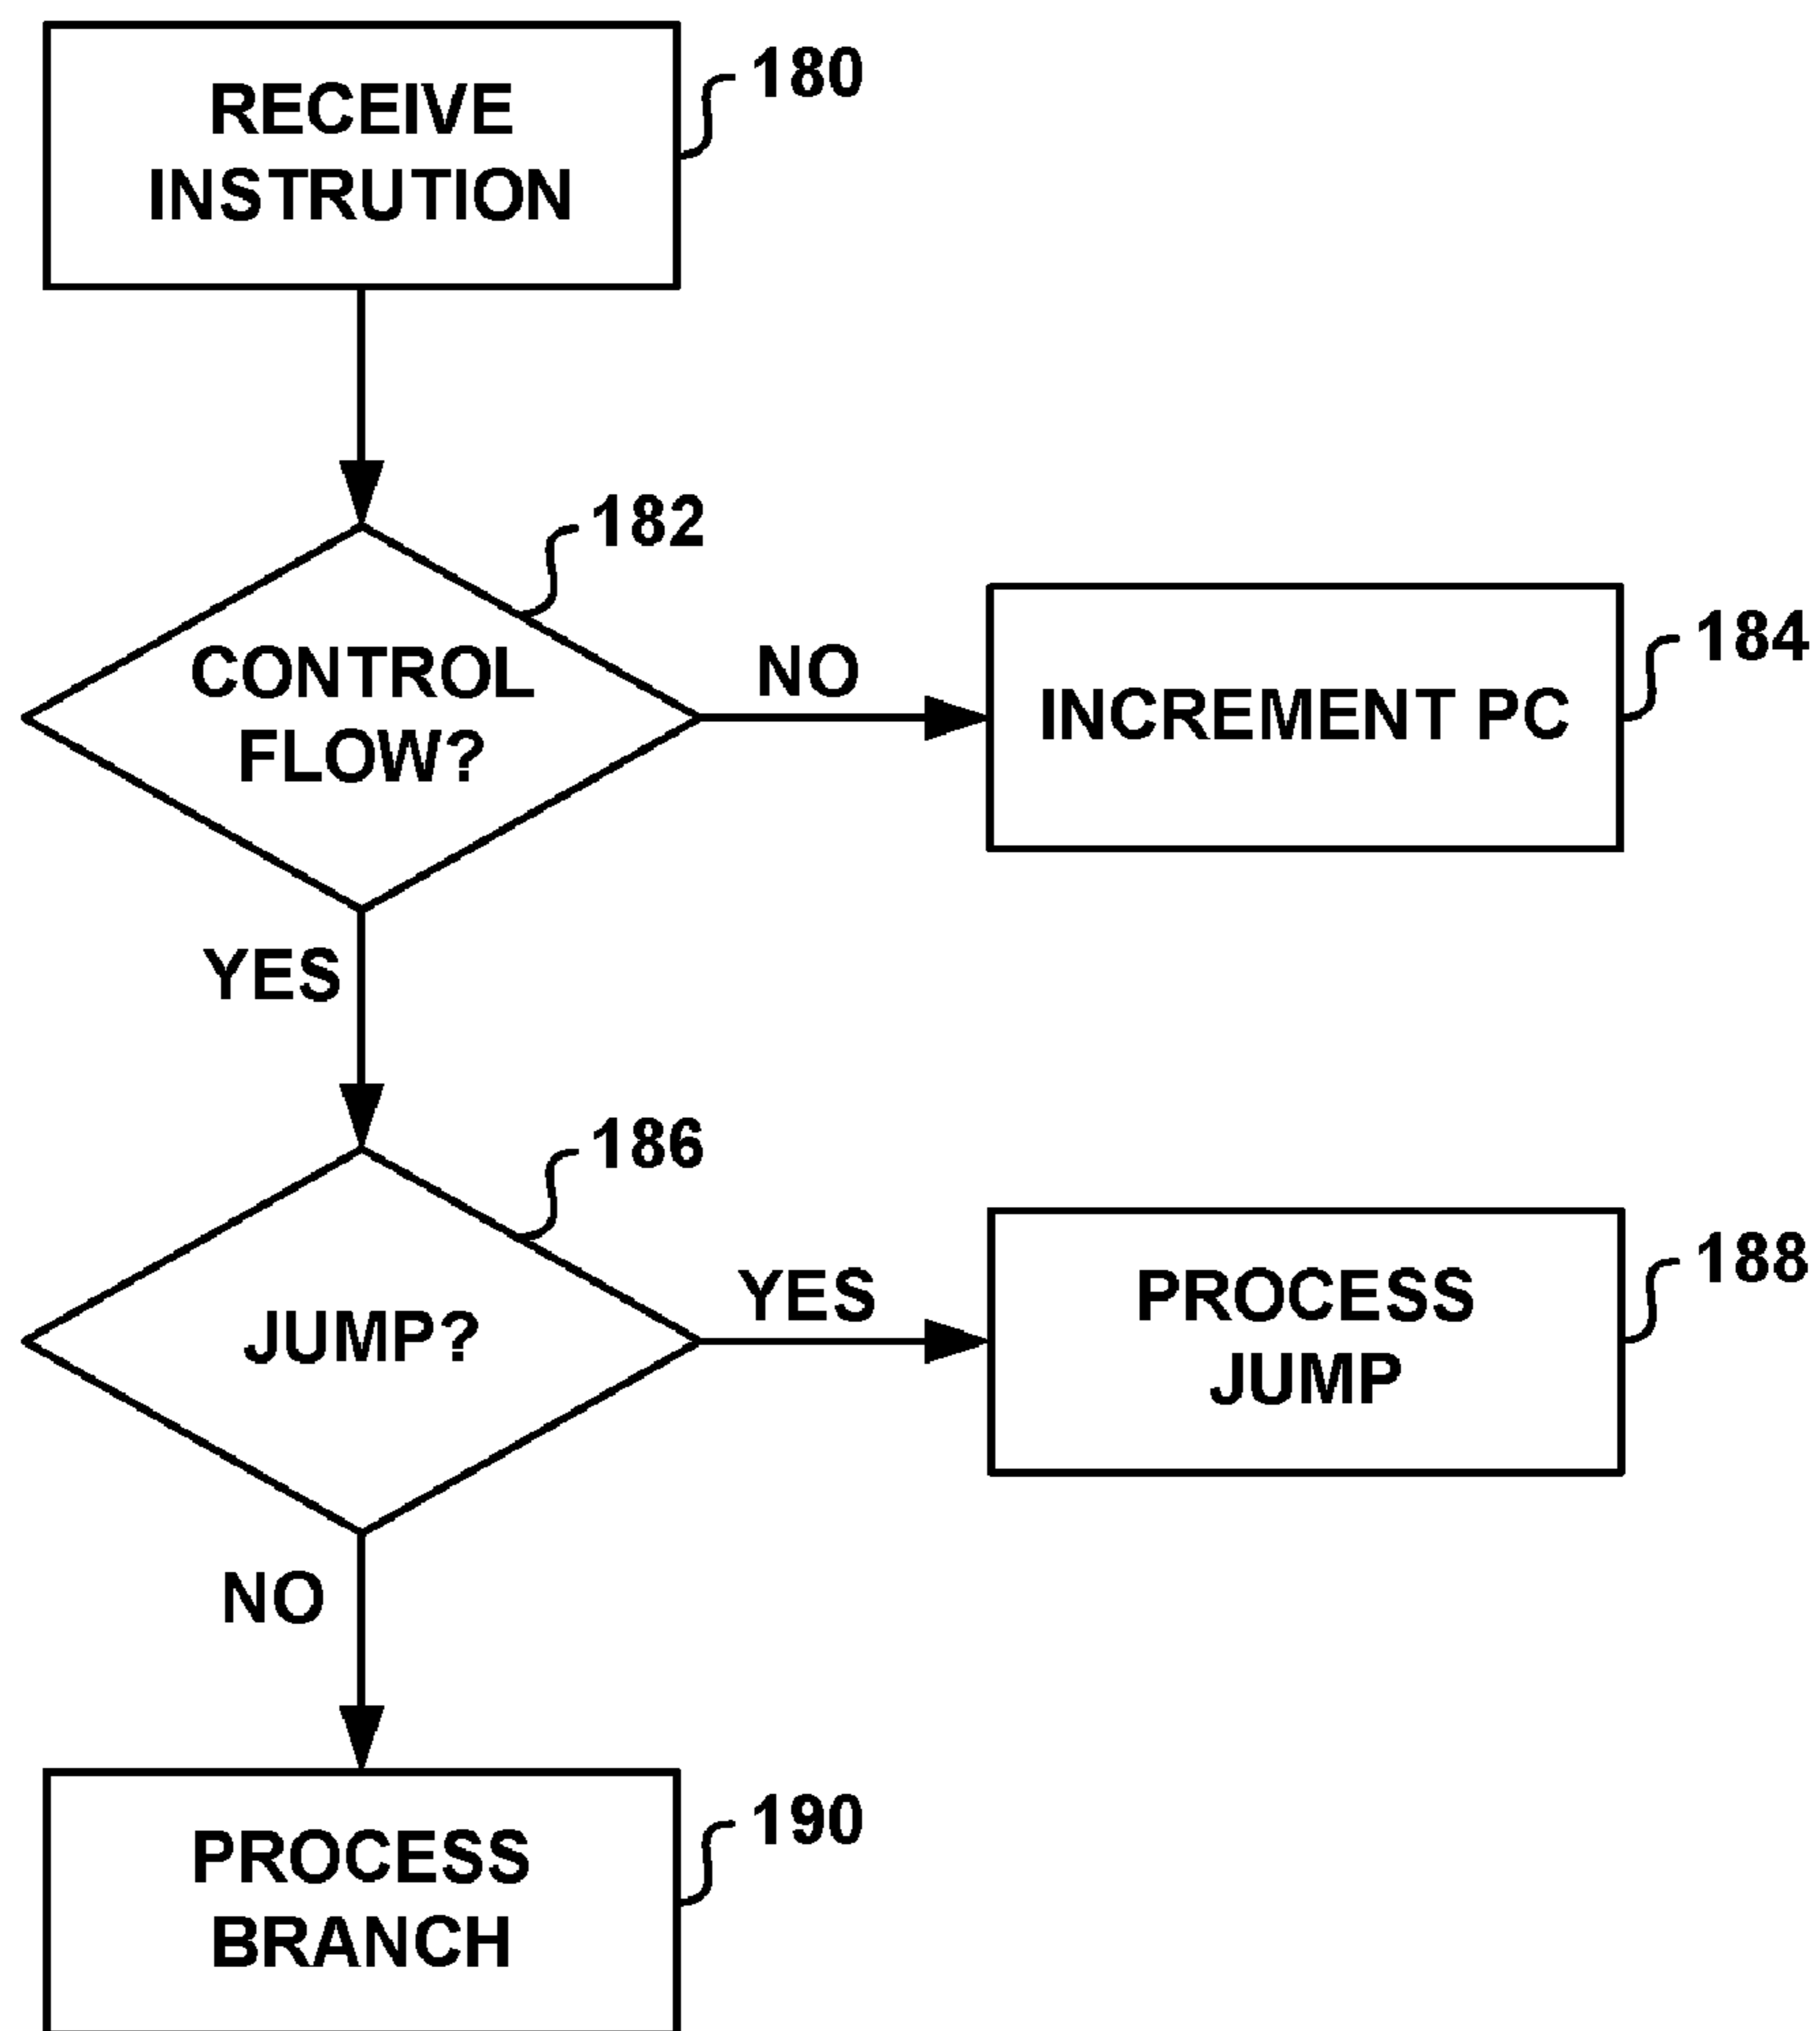 RECEIVE
INSTRUTION
180
182
CONTROL
FLOW?
NO
INCREMENT PC
184
YES
186
JUMP?
YES
PROCESS
JUMP
188
NO
PROCESS
BRANCH
190